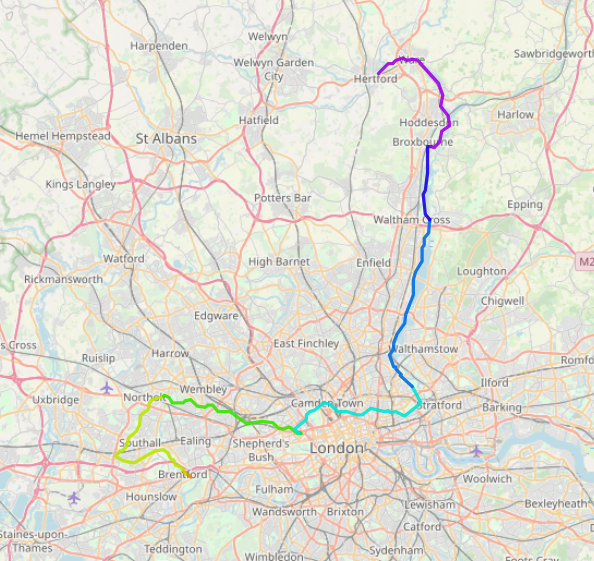 Harpenden
Welwyn
Welwyn Garden
City
Ware
Hertford
Sawbridgewort
Hatfield
Hoddesdon
Harlow
Hemel Hempstead
St Albans
Broxbourne
Kings Langley
Potters Bar
Waltham Cross
Epping
Watford
High Barnet
Enfield
Loughton
M2
Rickmansworth
Chigwell
Edgware
s Cross
Ruislip
Harrow
East Finchley
Walthamstow
Romfo
Uxbridge
Northolt
Wembley
Camden Town
Stratford
Ilford
Barking
Southall
Ealing
Shepherd's
Bush
London
Brentford
Hounslow
Fulham
Woolwich
Wandsworth
Brixton
Lewisham
Bexleyheath
Staines-upon-
Thames
Teddington
Catford
Wimbledon
Sydenham
Foots Cray